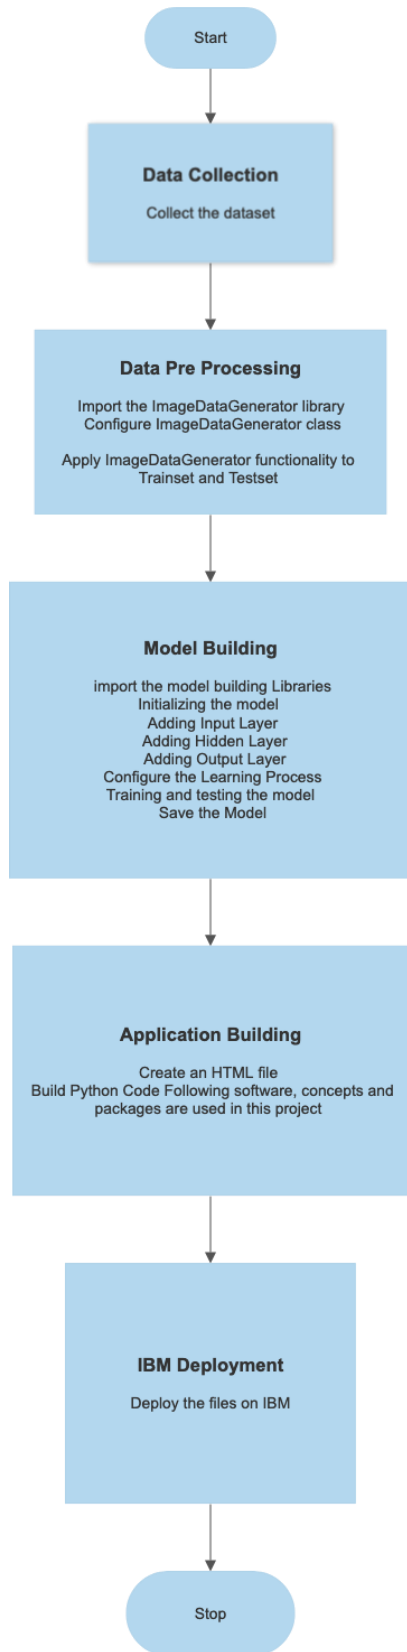 Start
Data Collection
Collect the dataset
Data Pre Processing
Import the ImageDataGenerator library
Configure ImageDataGenerator class
Apply ImageDataGenerator functionality to
Trainset and Testset
Model Building
import the model building Libraries
Initializing the model
Adding Input Layer
Adding Hidden Layer
Adding Output Layer
Configure the Learning Process
Training and testing the model
Save the Model
Application Building
Create an HTML file
Build Python Code Following software, concepts and
packages are used in this project
IBM Deployment
Deploy the files on IBM
Stop